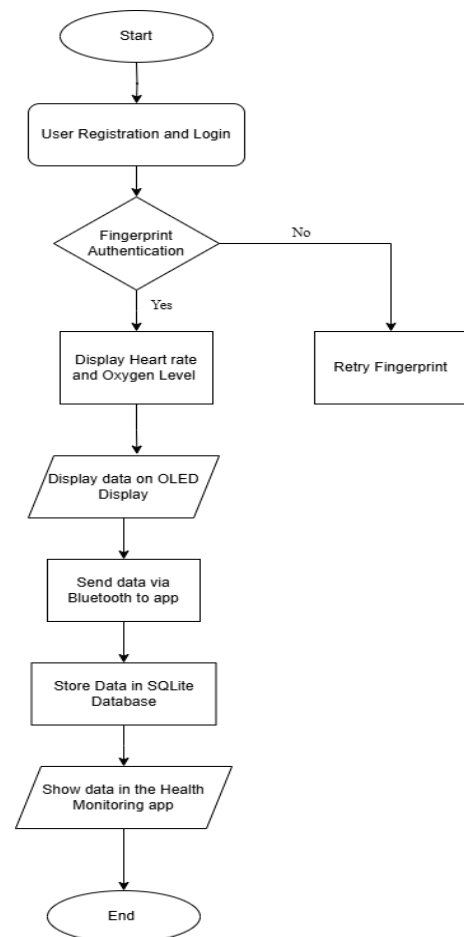 Start
User Registration and Login
Fingerprint
Authentication
No
Yes
Display Heart rate
and Oxygen Level
Retry Fingerprint
Display data on OLED
Display
Send data via
Bluetooth to app
Store Data in SQLite
Database
Show data in the Health
Monitoring app
End